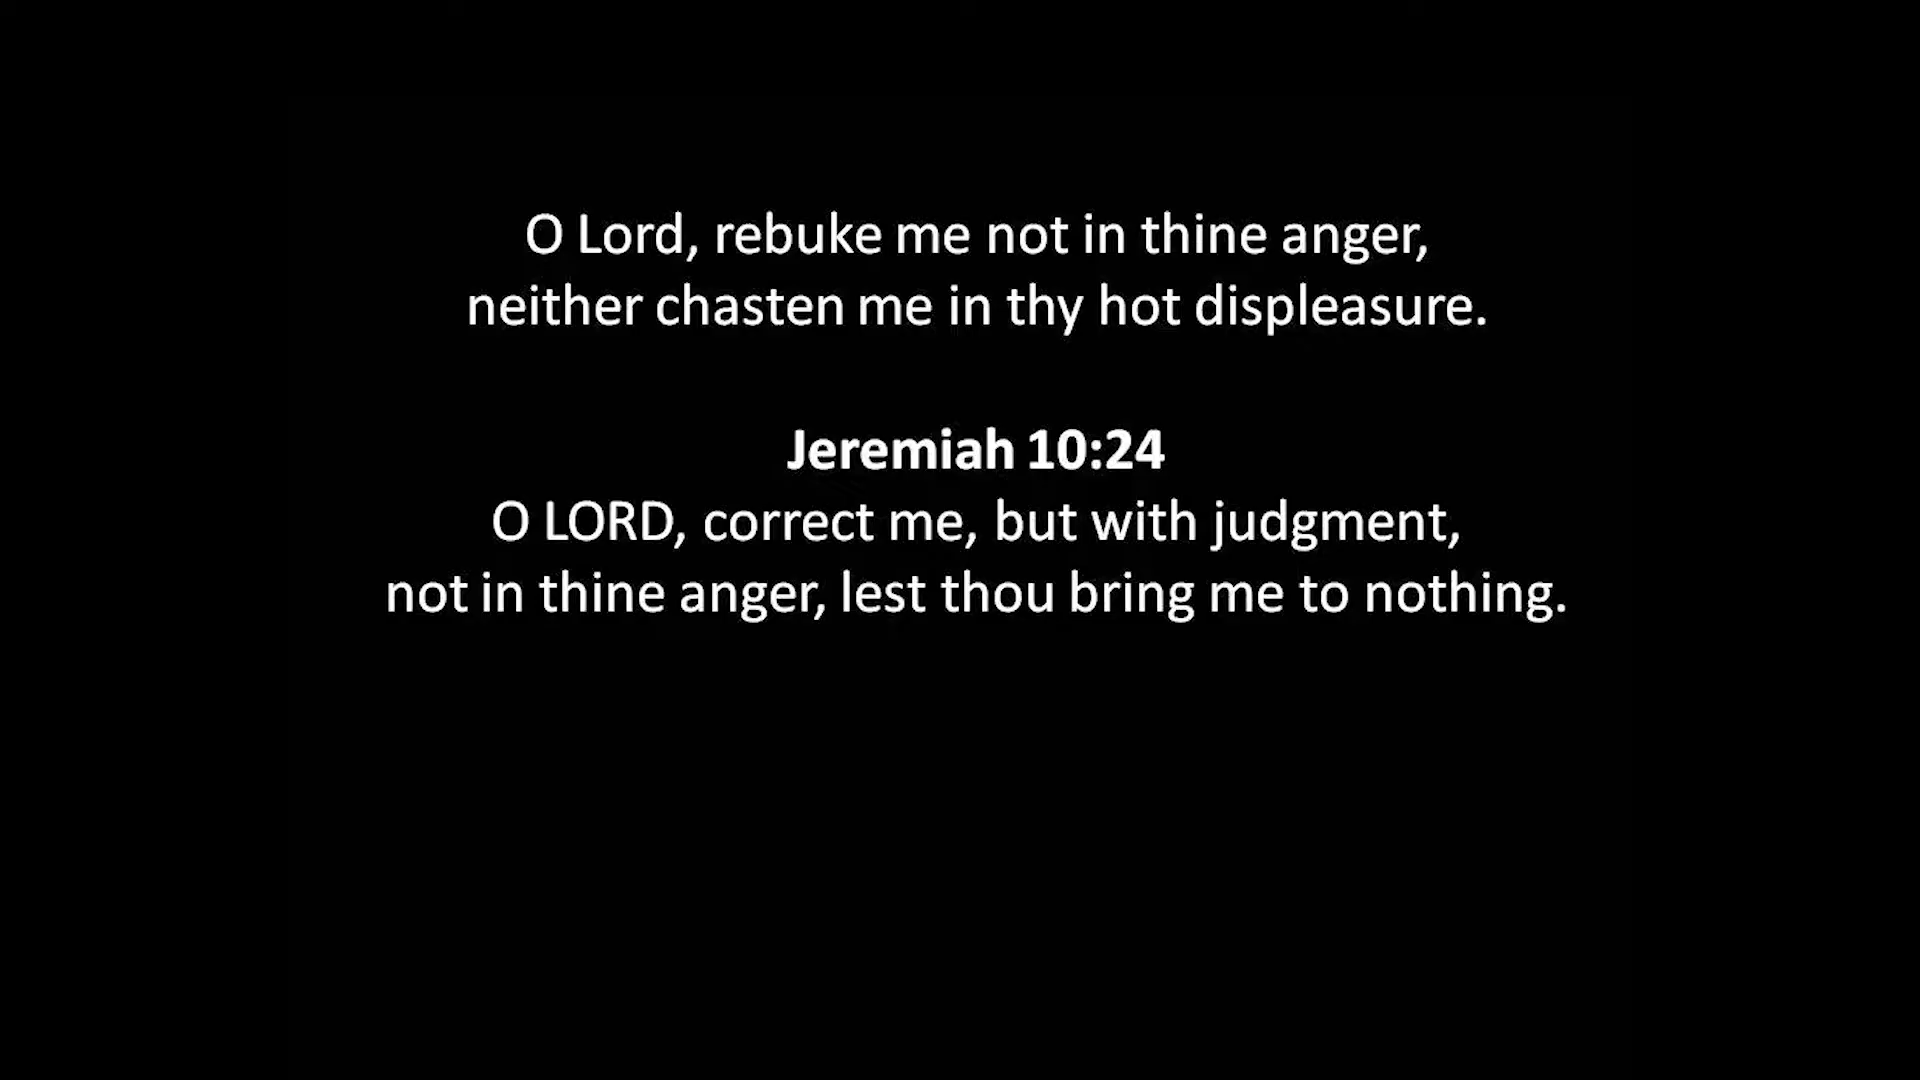 O Lord, rebuke me not in thine anger,
neither chasten me in thy hot displeasure.
Jeremiah 10:24
O LORD, correct me, but with judgment,
not in thine anger, lest thou bring me to nothing.